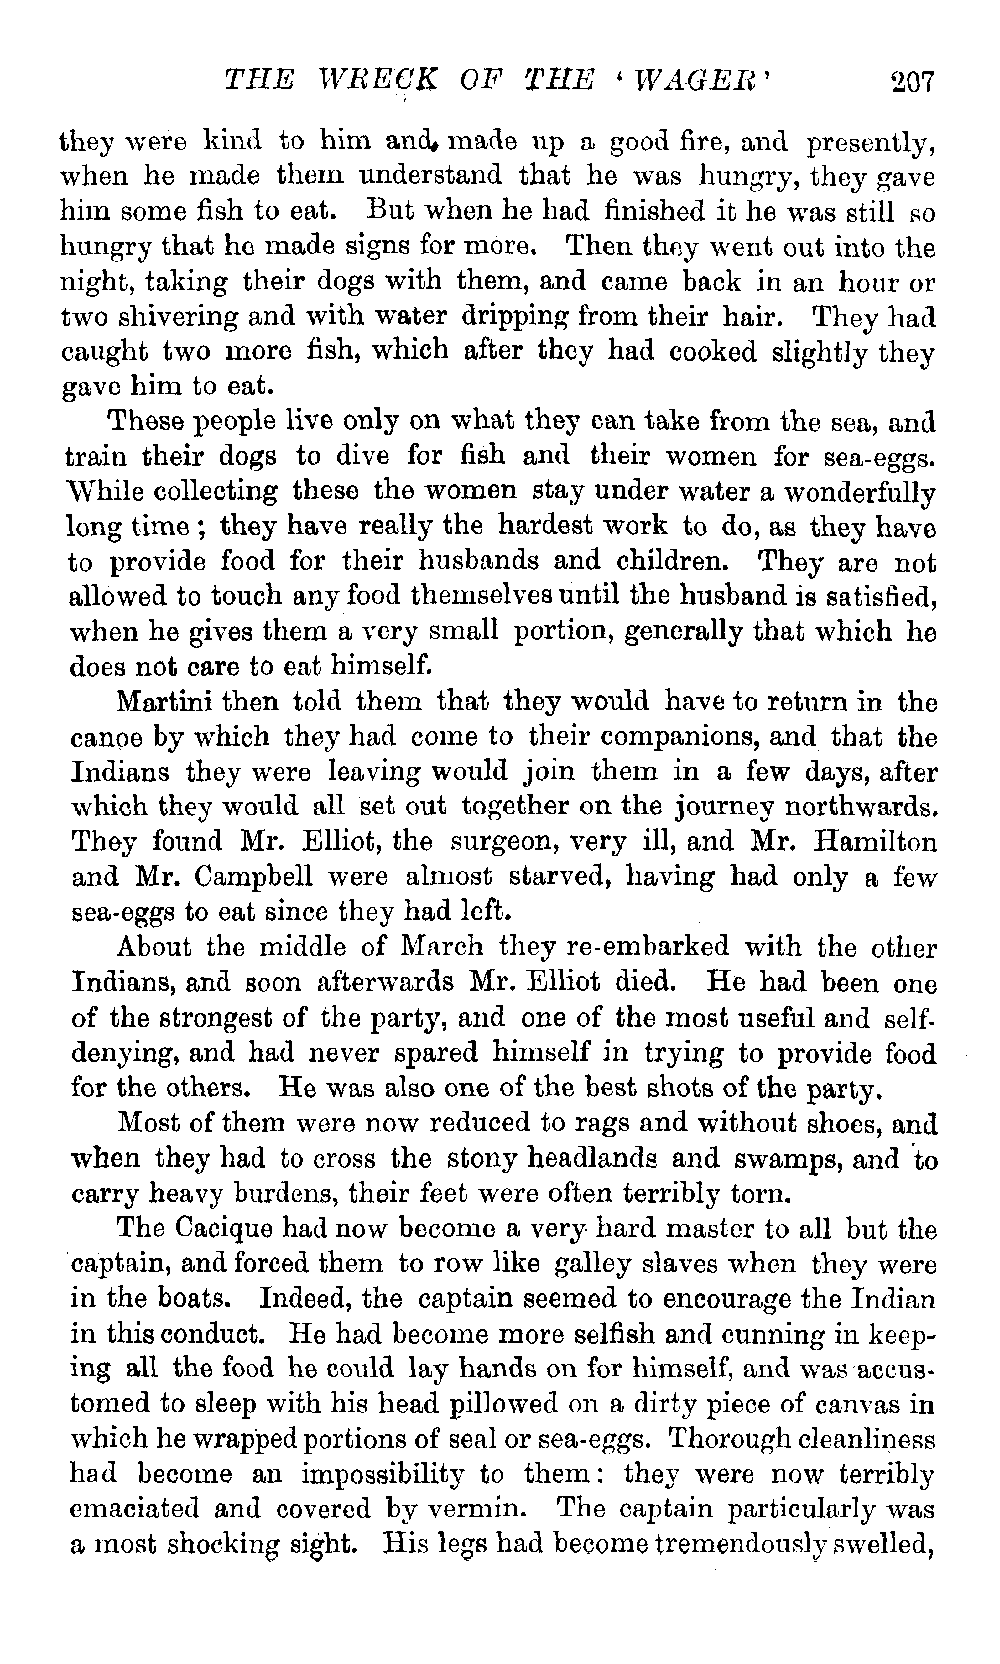 THE WRECK OF THE ‘WAGER’ 207
they were kind to him and, made up a good fire, and presently,
when he made them understand that he was hungry, they gave
him some fish to eat. But when he had finished it he was still so
hungry that he made signs for more. Then they went out into the
night, taking their dogs with them, and came back in an hour or
two shivering and with water dripping from their hair. They had
caught two more fish, which after they had cooked slightly they
gave him to eat.
These people live only on what they can take from the sea, and
train their dogs to dive for fish and their women for sea-eggs.
While collecting these the women stay under water a wonderfully
long time; they have really the hardest work to do, as they have
to provide food for their husbands and children. They are not
allowed to touch any food themselves until the husband is satisfied,
when he gives them a very small portion, generally that which he
does not care to eat himself.
Martini then told them that they would have to return in the
canoe by which they had come to their companions, and that the
Indians they were leaving would join them in a few days, after
which they would all set out together on the journey northwards.
They found Mr. Elliot, the surgeon, very ill, and Mr. Hamilton
and Mr. Campbell were almost starved, having had only a few
sea-eggs to eat since they had left.
About the middle of March they re-embarked with the other
Indians, and soon afterwards Mr. Elliot died. He had been one
of the strongest of the party, and one of the most useful and self-
denying, and had never spared himself in trying to provide food
for the others. He was also one of the best shots of the party.
Most of them were now reduced to rags and without shoes, and
when they had to cross the stony headlands and swamps, and to
carry heavy burdens, their feet were often terribly torn.
The Cacique had now become a very hard master to all but the
captain, and forced them to row like galley slaves when they were
in the boats. Indeed, the captain seemed to encourage the Indian
in this conduct. He had become more selfish and cunning in keep-
ing all the food he could lay hands on for himself, and was accus-
tomed to sleep with his head pillowed on a dirty piece of canvas in
which he wrapped portions of seal or sea-eggs. Thorough cleanliness
had become an impossibility to them: they were now terribly
emaciated and covered by vermin. The captain particularly was
a most shocking sight. His legs had become tremendously swelled,